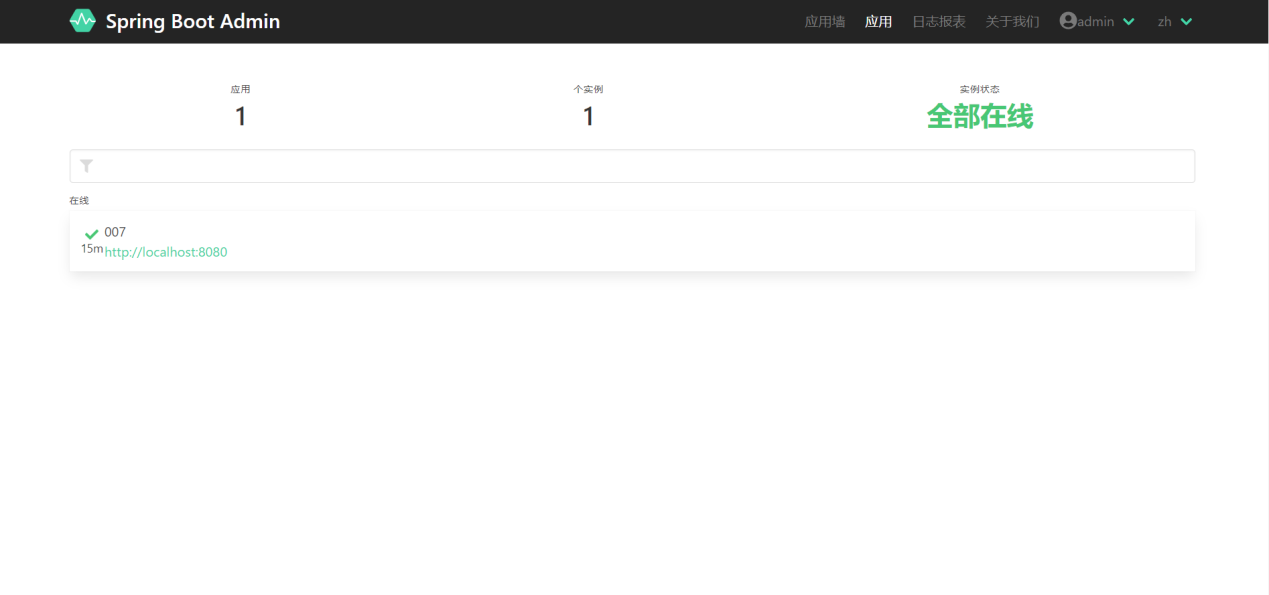 Spring Boot Admin 应用墙 应用 日志报表 关于我们 admin zh
应用 个实例 实例状态
1 1 全部在线
在线
007
15m http://localhost:8080